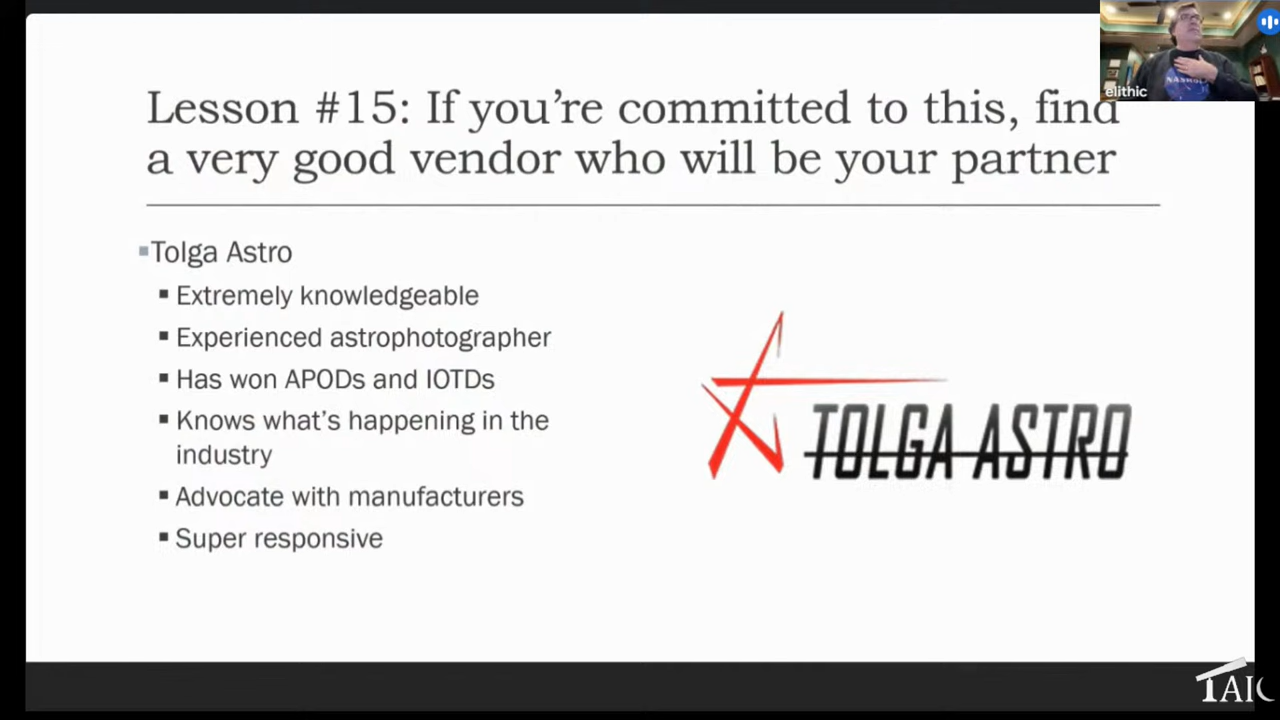 Lesson #15: If you're committed to this, find
a very good vendor who will be your partner
Tolga Astro
Extremely knowledgeable
Experienced astrophotographer
Has won APODs and IOTDs
Knows what's happening in the
industry
Advocate with manufacturers
Super responsive
TOLGA ASTRO
elithic
TAIC